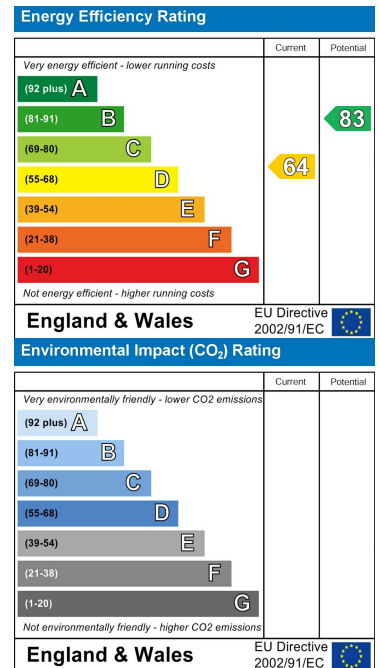 Energy Efficiency Rating
Current Potential
Very energy efficient - lower running costs
(92 plus) A
(81-91) B
83
(69-80) C
64
(55-68) D
(39-54) E
(21-38) F
(1-20) G
Not energy efficient - higher running costs
England & Wales
EU Directive
2002/91/EC
Environmental Impact (CO₂) Rating
Current Potential
Very environmentally friendly - lower CO2 emissions
(92 plus) A
(81-91) B
(69-80) C
(55-68) D
(39-54) E
(21-38) F
(1-20) G
Not environmentally friendly - higher CO2 emissions
England & Wales
EU Directive
2002/91/EC